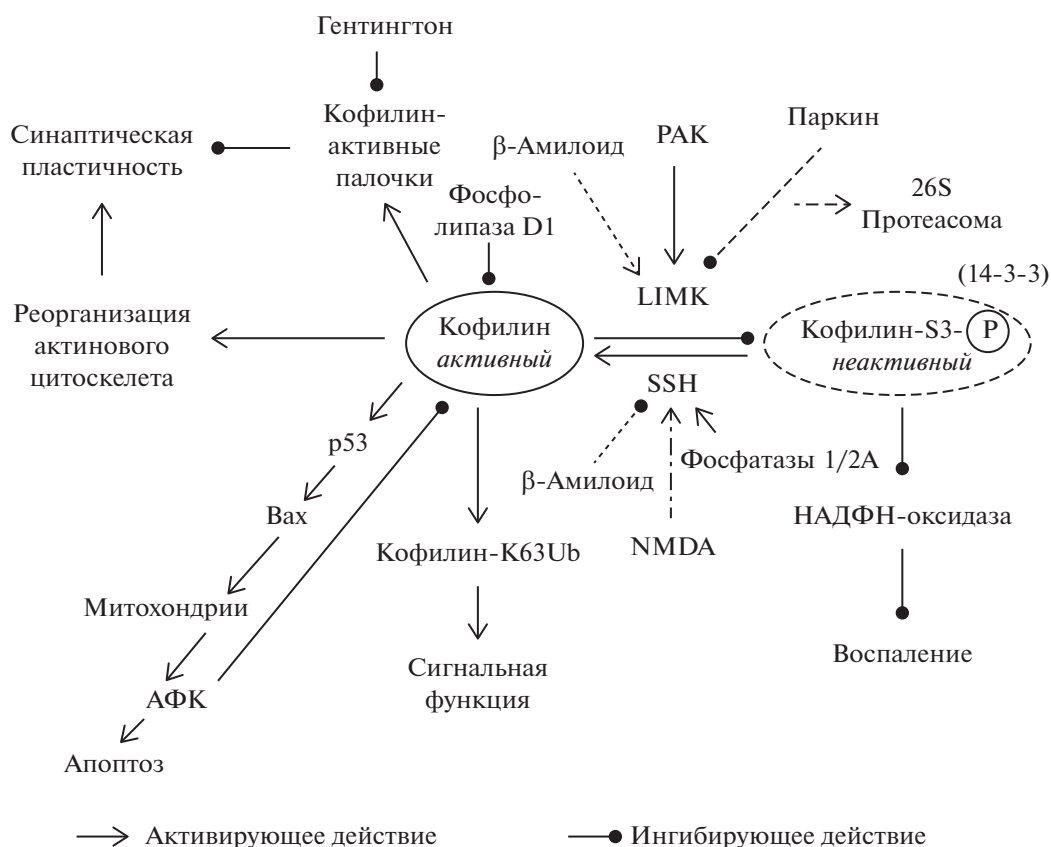 Гентингтон
Синаптическая
пластичность
Кофилин-
активные
палочки
β-Амилоид
PAK
Паркин
Фосфо-
липаза D1
26S
Протеасома
LIMK
(14-3-3)
Реорганизация
актинового
цитоскелета
Кофилин
активный
Кофилин-S3-P
неактивный
SSH
p53
β-Амилоид
Фосфатазы 1/2A
Bax
НАДФН-оксидаза
Кофилин-K63Ub
NMDA
Митохондрии
Воспаление
Сигнальная
функция
АФК
Апоптоз
Активирующее действие
Ингибирующее действие